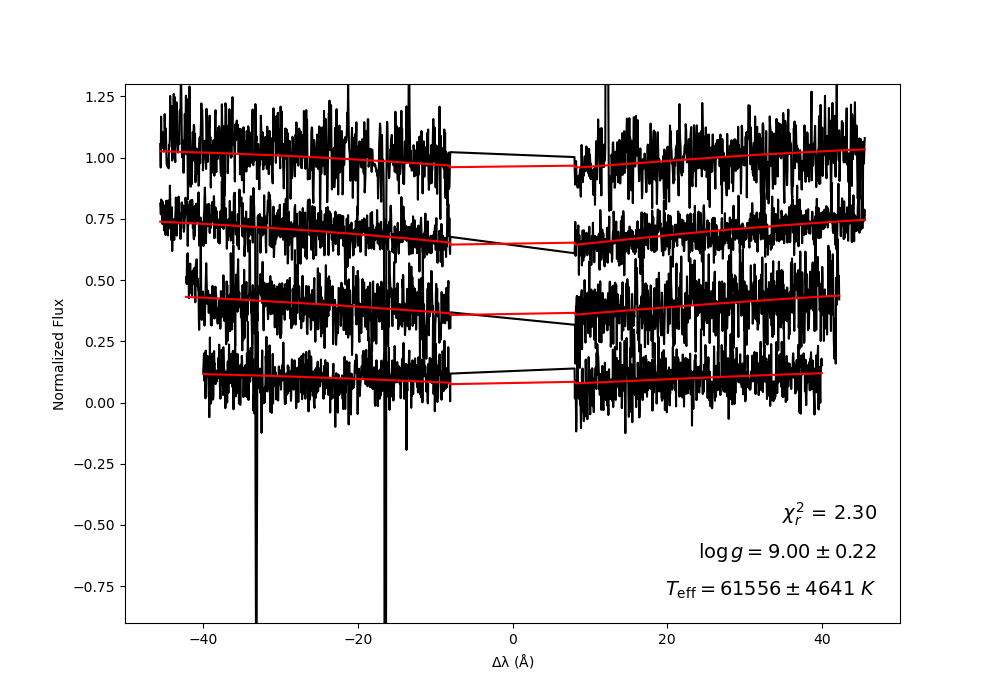 1.25
1.00
0.75
0.50
0.25
0.00
−0.25
−0.50
−0.75
Normalized Flux
χ²ᵣ = 2.30
log g = 9.00 ± 0.22
T_eff = 61556 ± 4641 K
−40
−20
0
20
40
Δλ (Å)